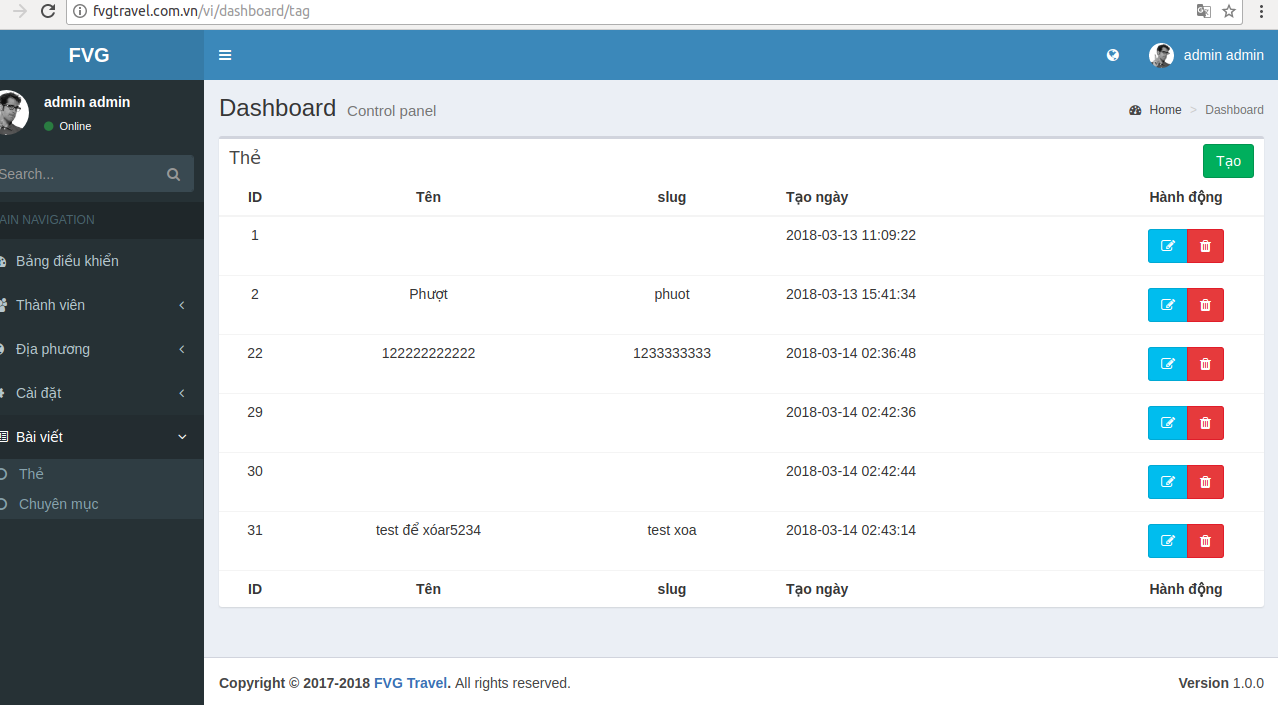 fvgtravel.com.vn/vi/dashboard/tag
FVG
admin admin
admin admin
Online
Search...
AIN NAVIGATION
Bảng điều khiển
Thành viên
Địa phương
Cài đặt
Bài viết
Thẻ
Chuyên mục
Dashboard Control panel
Home > Dashboard
Thẻ
Tạo
ID Tên slug Tạo ngày Hành động
1 2018-03-13 11:09:22
2 Phượt phuot 2018-03-13 15:41:34
22 122222222222 1233333333 2018-03-14 02:36:48
29 2018-03-14 02:42:36
30 2018-03-14 02:42:44
31 test để xóar5234 test xoa 2018-03-14 02:43:14
ID Tên slug Tạo ngày Hành động
Copyright © 2017-2018 FVG Travel. All rights reserved.
Version 1.0.0